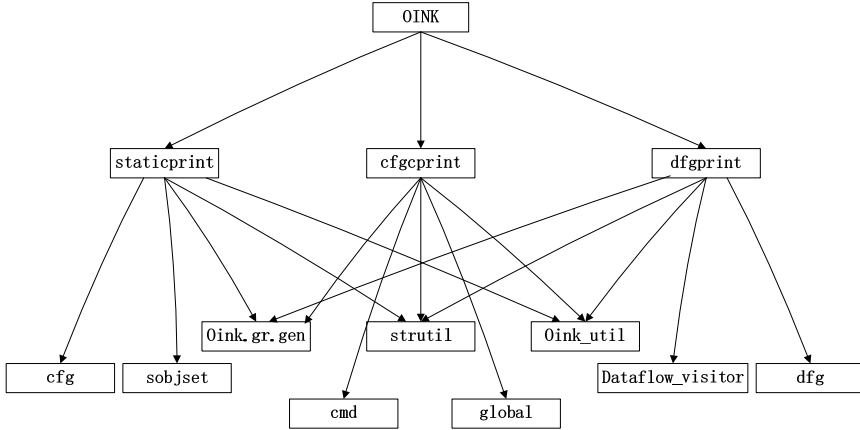 OINK
staticprint
cfgcprint
dfgprint
Oink.gr.gen
strutil
Oink_util
cfg
sobjset
Dataflow_visitor
dfg
cmd
global